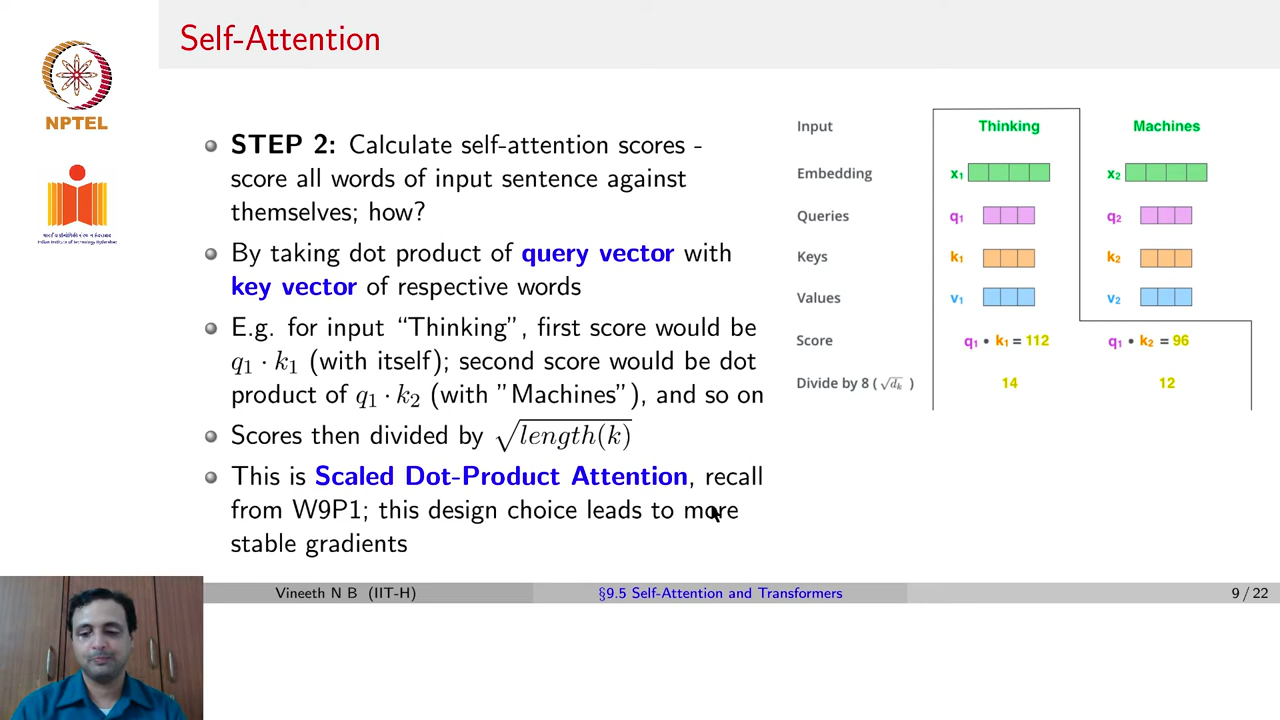 Self-Attention
NPTEL
STEP 2: Calculate self-attention scores -
score all words of input sentence against
themselves; how?
By taking dot product of query vector with
key vector of respective words
E.g. for input “Thinking”, first score would be
q₁ · k₁ (with itself); second score would be dot
product of q₁ · k₂ (with ”Machines”), and so on
Scores then divided by √length(k)
This is Scaled Dot-Product Attention, recall
from W9P1; this design choice leads to more
stable gradients
Input Thinking Machines
Embedding x₁ x₂
Queries q₁ q₂
Keys k₁ k₂
Values v₁ v₂
Score q₁ • k₁ = 112 q₁ • k₂ = 96
Divide by 8 ( √dₖ ) 14 12
Vineeth N B (IIT-H) §9.5 Self-Attention and Transformers 9 / 22